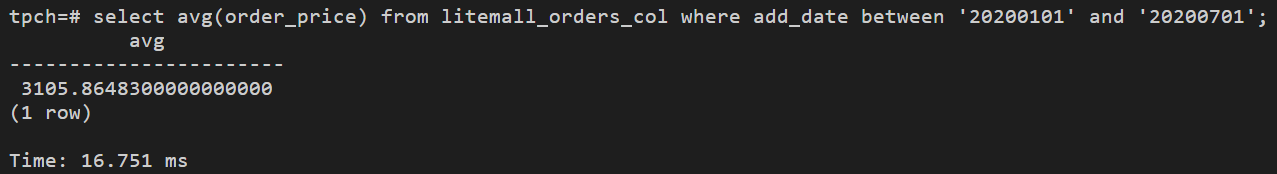 tpch=# select avg(order_price) from litemall_orders_col where add_date between '20200101' and '20200701';
avg
-----------------------
3105.8648300000000000
(1 row)
Time: 16.751 ms